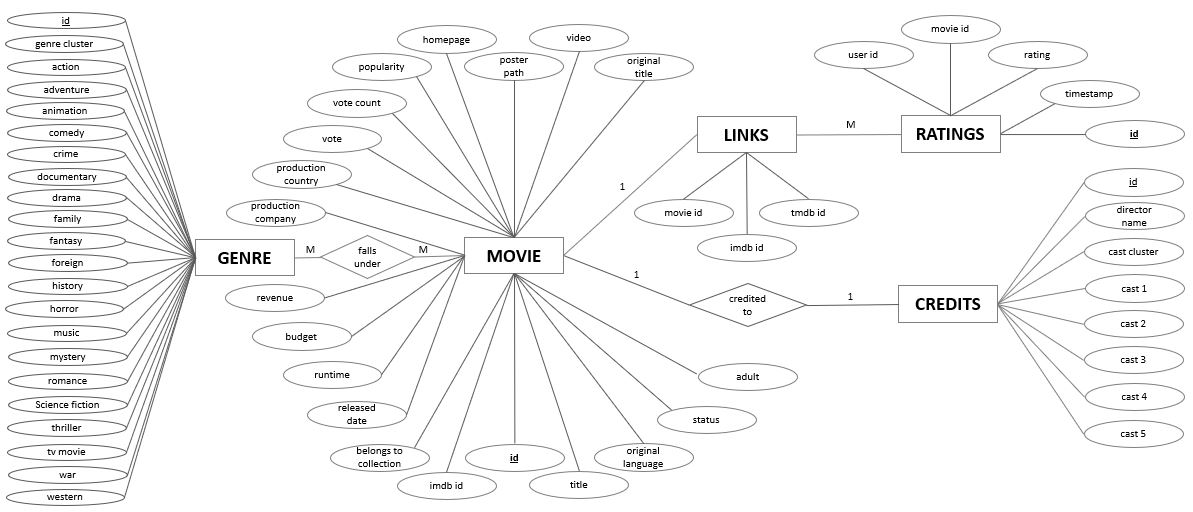 id
genre cluster
action
adventure
animation
comedy
crime
documentary
drama
family
fantasy
foreign
history
horror
music
mystery
romance
Science fiction
thriller
tv movie
war
western
GENRE
M
falls
under
M
MOVIE
homepage
video
popularity
poster
path
original
title
vote count
vote
production
country
production
company
revenue
budget
runtime
released
date
belongs to
collection
imdb id
id
title
original
language
status
adult
1
LINKS
movie id
imdb id
tmdb id
M
RATINGS
user id
movie id
rating
timestamp
id
1
credited
to
1
CREDITS
id
director
name
cast cluster
cast 1
cast 2
cast 3
cast 4
cast 5